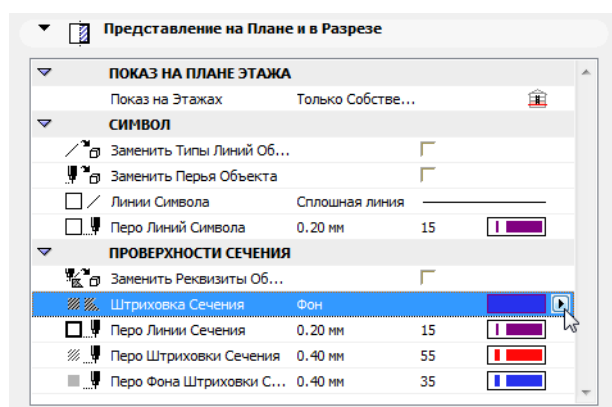 Представление на Плане и в Разрезе
ПОКАЗ НА ПЛАНЕ ЭТАЖА
Показ на Этажах Только Собстве...
СИМВОЛ
Заменить Типы Линий Об...
Заменить Перья Объекта
Линии Символа Сплошная линия
Перо Линий Символа 0.20 мм 15
ПРОВЕРХНОСТИ СЕЧЕНИЯ
Заменить Реквизиты Об...
Штриховка Сечения Фон
Перо Линии Сечения 0.20 мм 15
Перо Штриховки Сечения 0.40 мм 55
Перо Фона Штриховки С... 0.40 мм 35